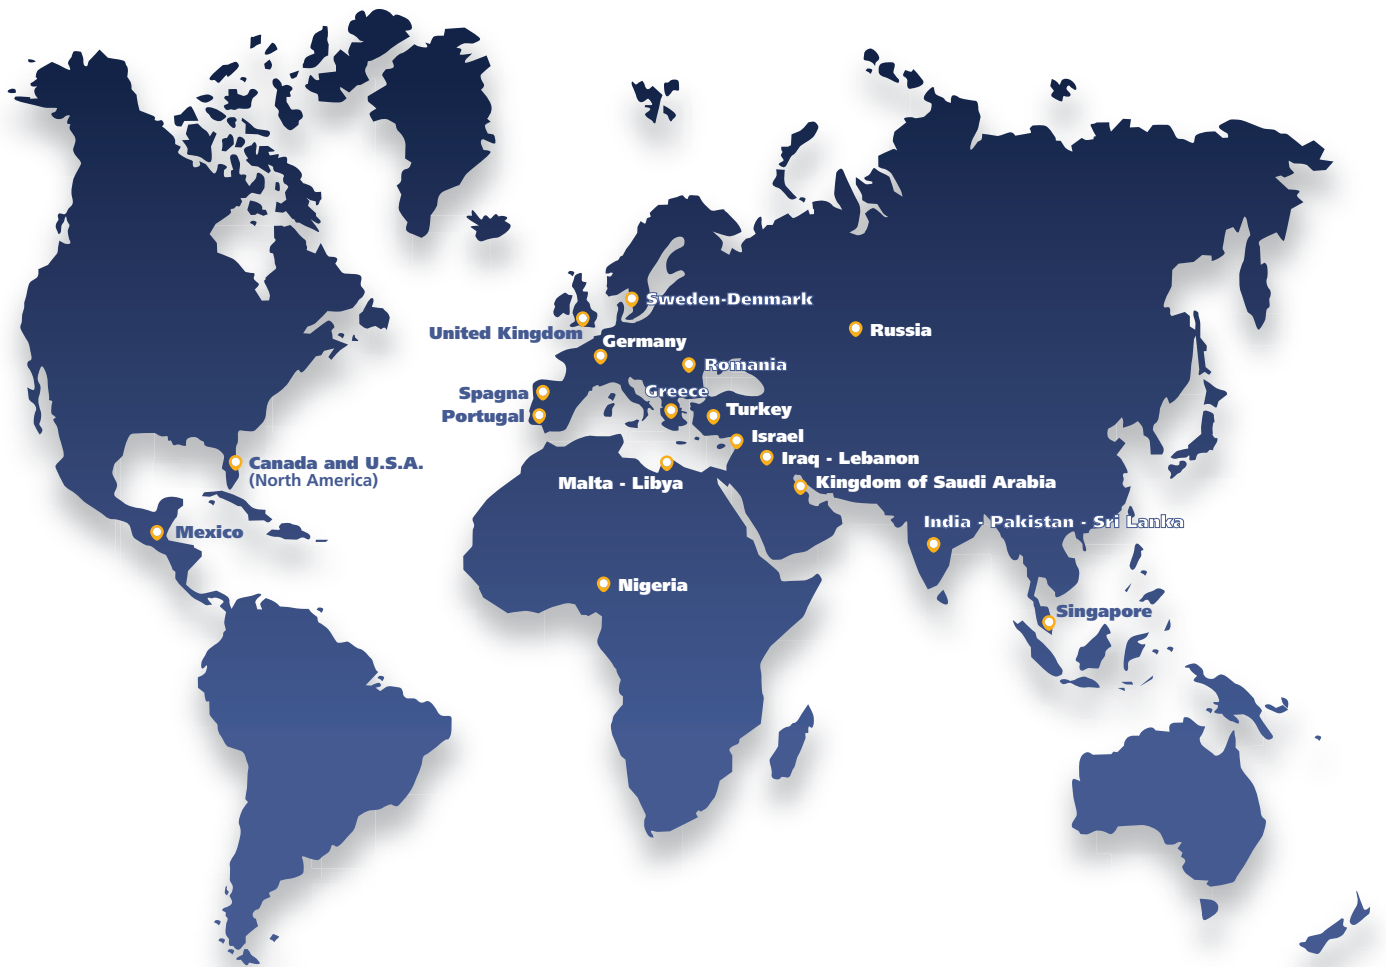 Sweden-Denmark
United Kingdom
Russia
Germany
Romania
Spagna
Greece
Portugal
Turkey
Israel
Canada and U.S.A.
(North America)
Iraq - Lebanon
Malta - Libya
Kingdom of Saudi Arabia
India - Pakistan - Sri Lanka
Mexico
Nigeria
Singapore